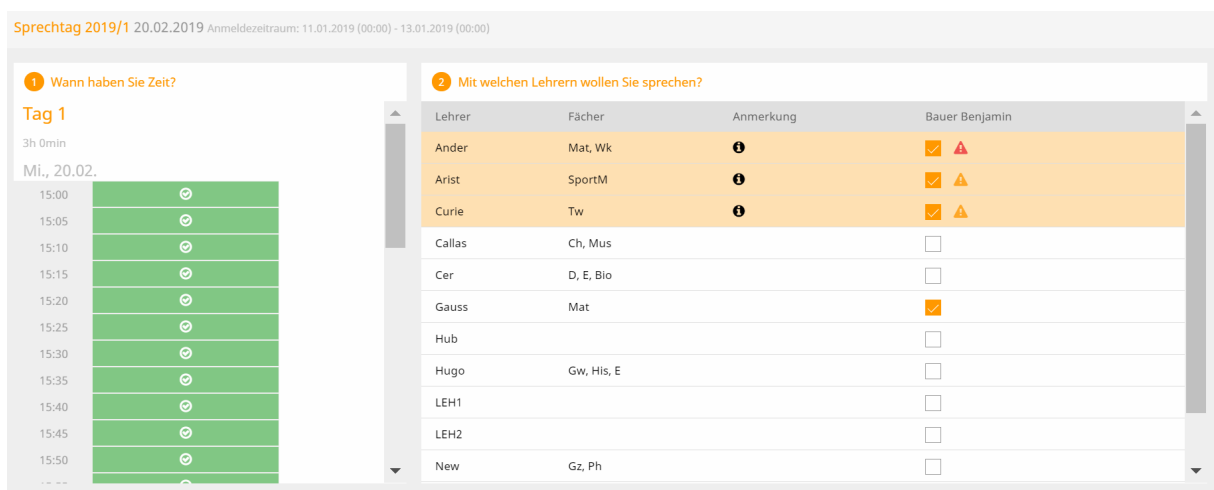 Sprechtag 2019/1 20.02.2019 Anmeldezeitraum: 11.01.2019 (00:00) - 13.01.2019 (00:00)
1 Wann haben Sie Zeit?
Tag 1
3h 0min
Mi., 20.02.
15:00
15:05
15:10
15:15
15:20
15:25
15:30
15:35
15:40
15:45
15:50
2 Mit welchen Lehrern wollen Sie sprechen?
Lehrer Fächer Anmerkung Bauer Benjamin
Ander Mat, Wk
Arist SportM
Curie Tw
Callas Ch, Mus
Cer D, E, Bio
Gauss Mat
Hub
Hugo Gw, His, E
LEH1
LEH2
New Gz, Ph